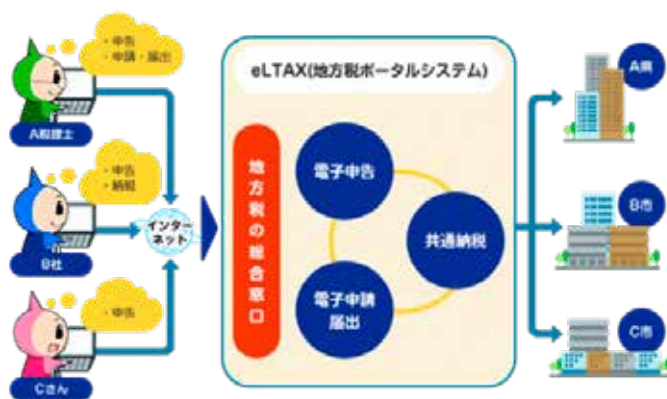 ・申告
・申請・届出
A税理士
・申告
・納税
B社
・申告
Cさん
インター
ネット
eLTAX(地方税ポータルシステム)
地方税の総合窓口
電子申告
共通納税
電子申請
届出
A県
B市
C市